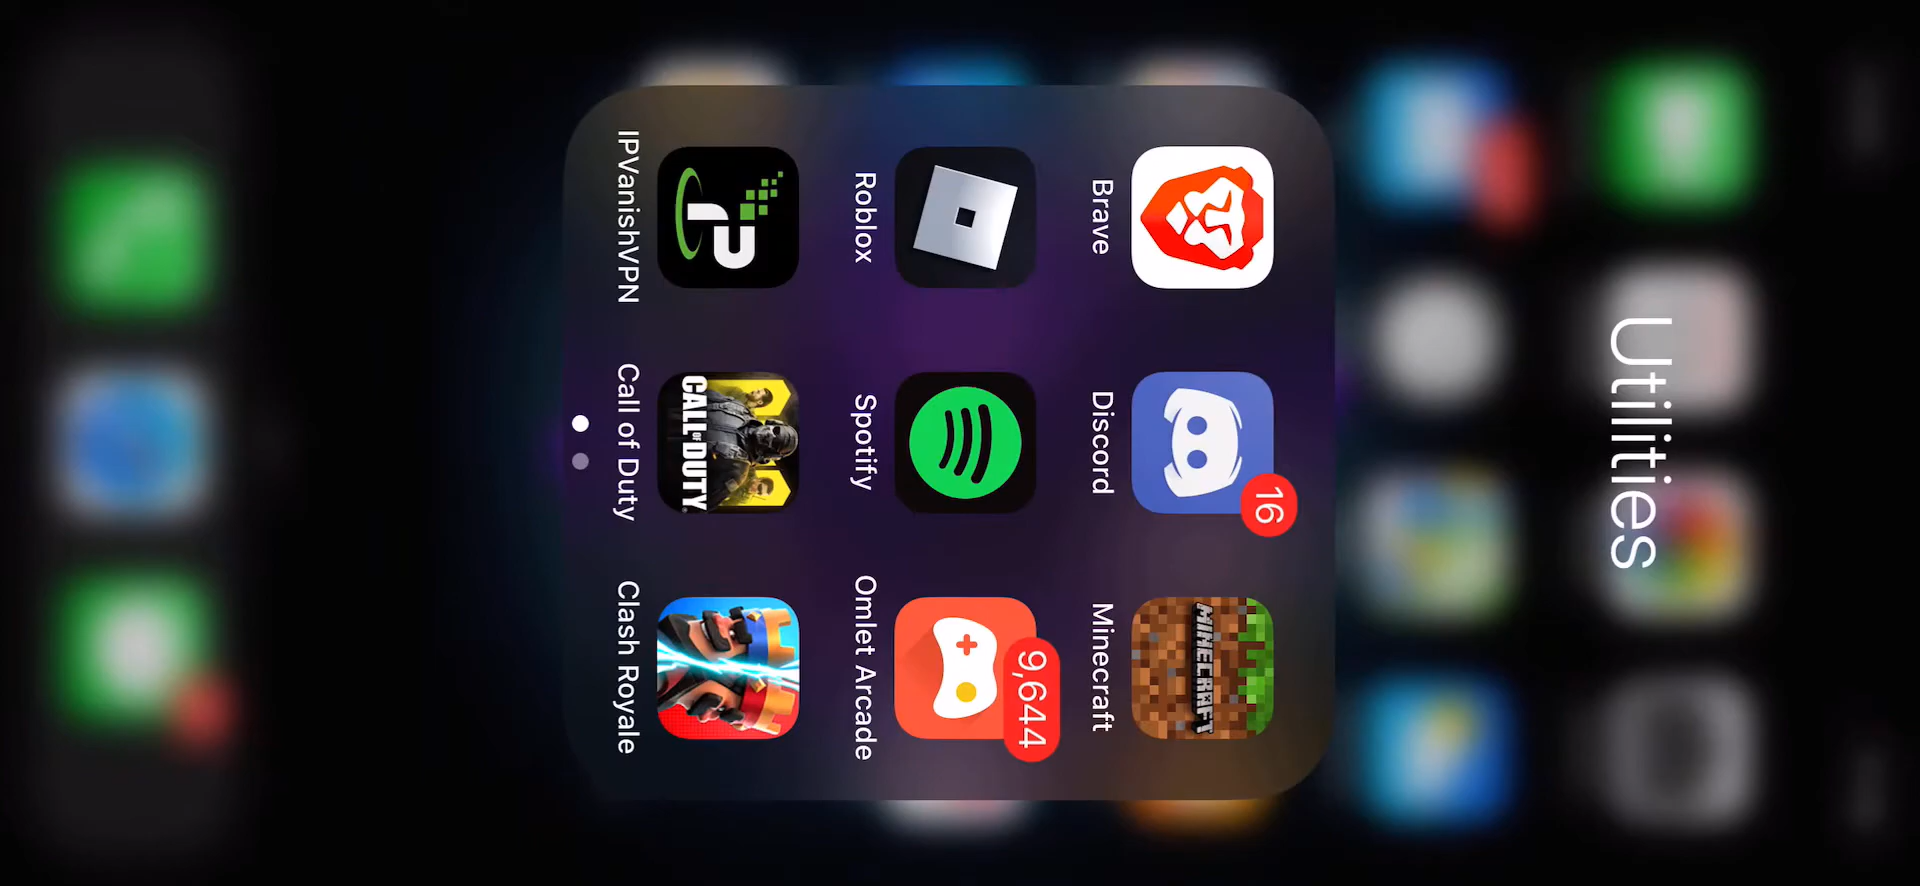 Utilities
Brave
Discord
16
Minecraft
MINECRAFT
Roblox
Spotify
Omlet Arcade
9,644
IPVanishVPN
Call of Duty
CALL OF DUTY
Clash Royale